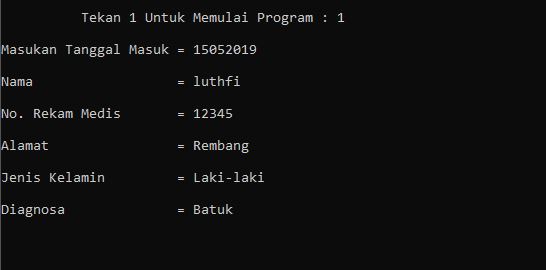 Tekan 1 Untuk Memulai Program : 1
Masukan Tanggal Masuk = 15052019
Nama = luthfi
No. Rekam Medis = 12345
Alamat = Rembang
Jenis Kelamin = Laki-laki
Diagnosa = Batuk